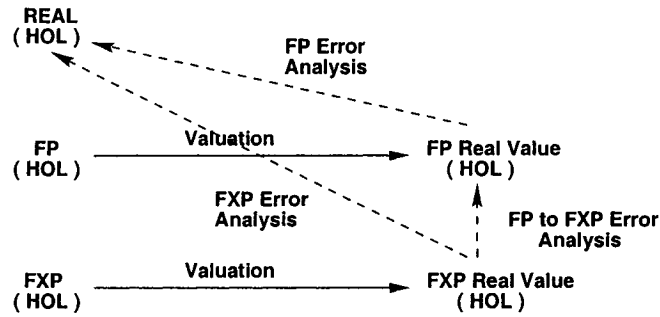 REAL
( HOL )
FP Error
Analysis
FP
( HOL )
Valuation
FP Real Value
( HOL )
FXP Error
Analysis
FP to FXP Error
Analysis
FXP
( HOL )
Valuation
FXP Real Value
( HOL )